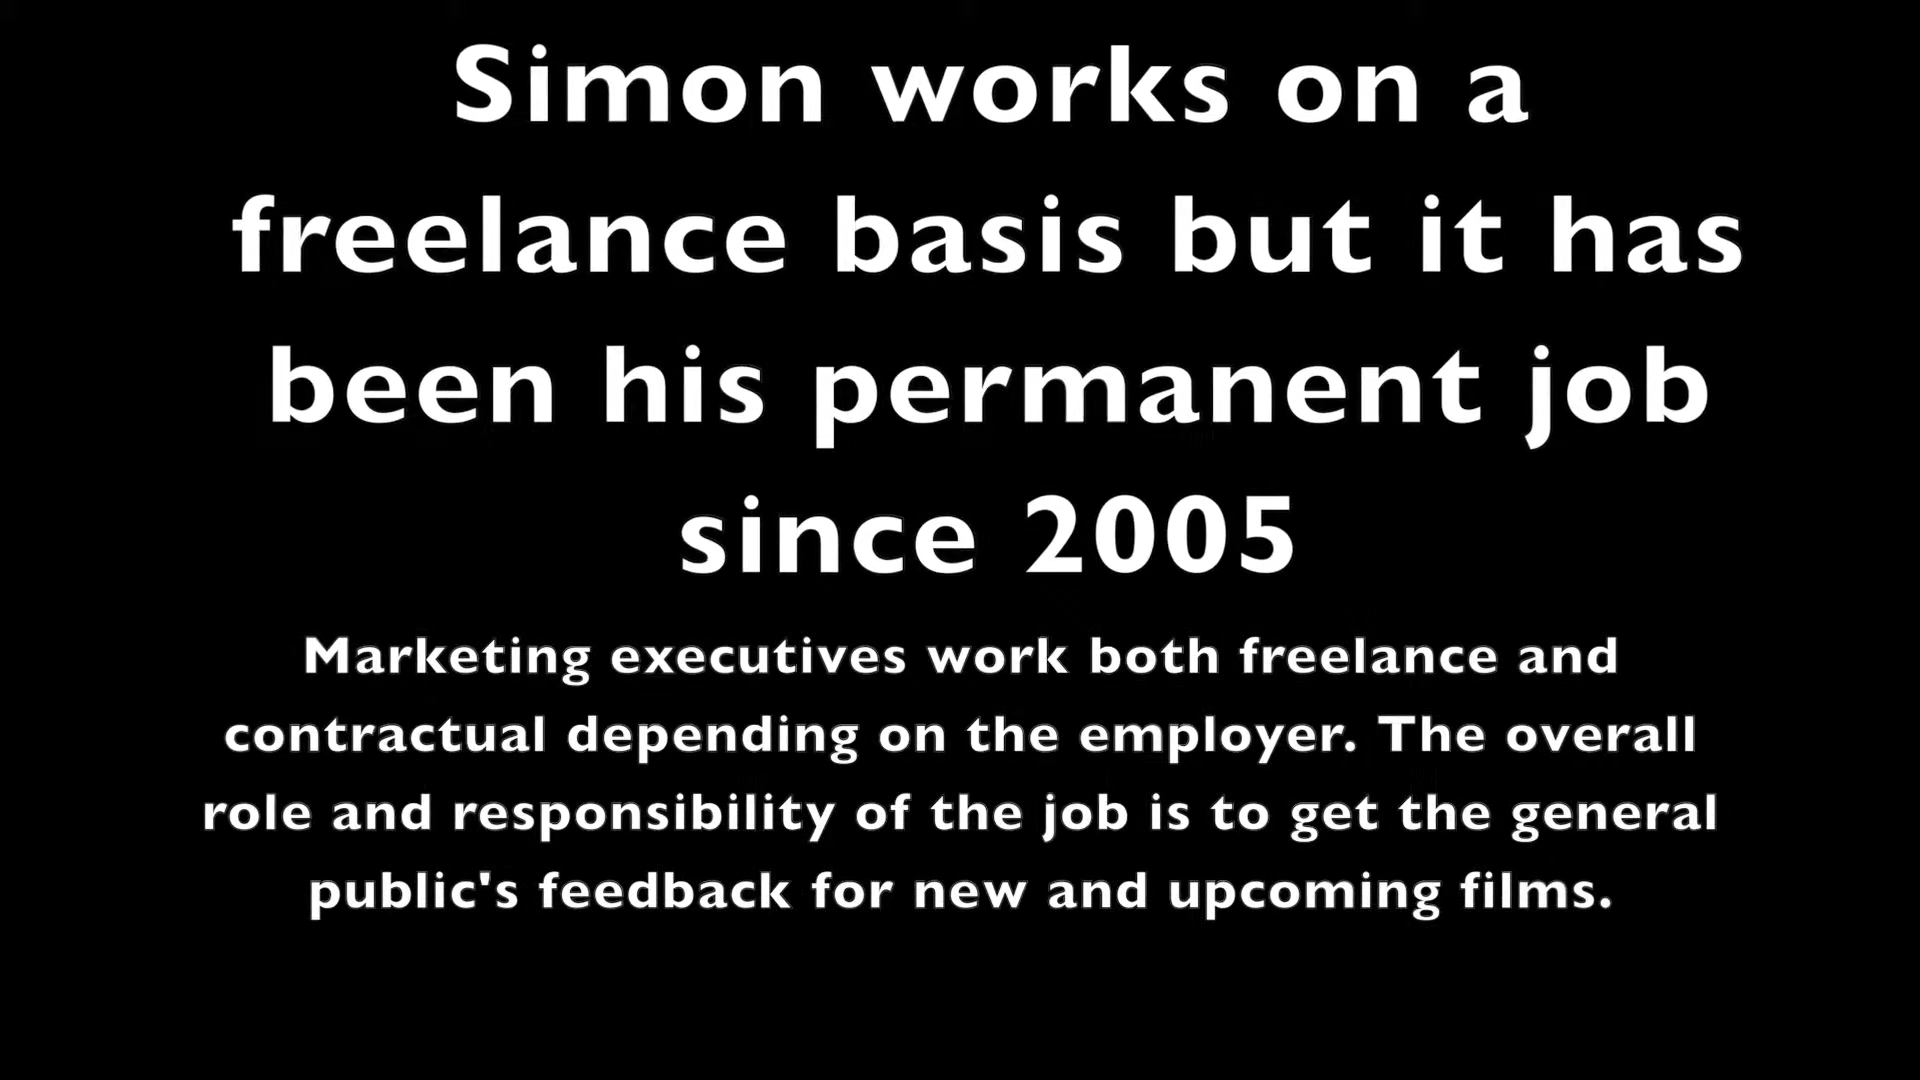 Simon works on a
freelance basis but it has
been his permanent job
since 2005
Marketing executives work both freelance and
contractual depending on the employer. The overall
role and responsibility of the job is to get the general
public's feedback for new and upcoming films.